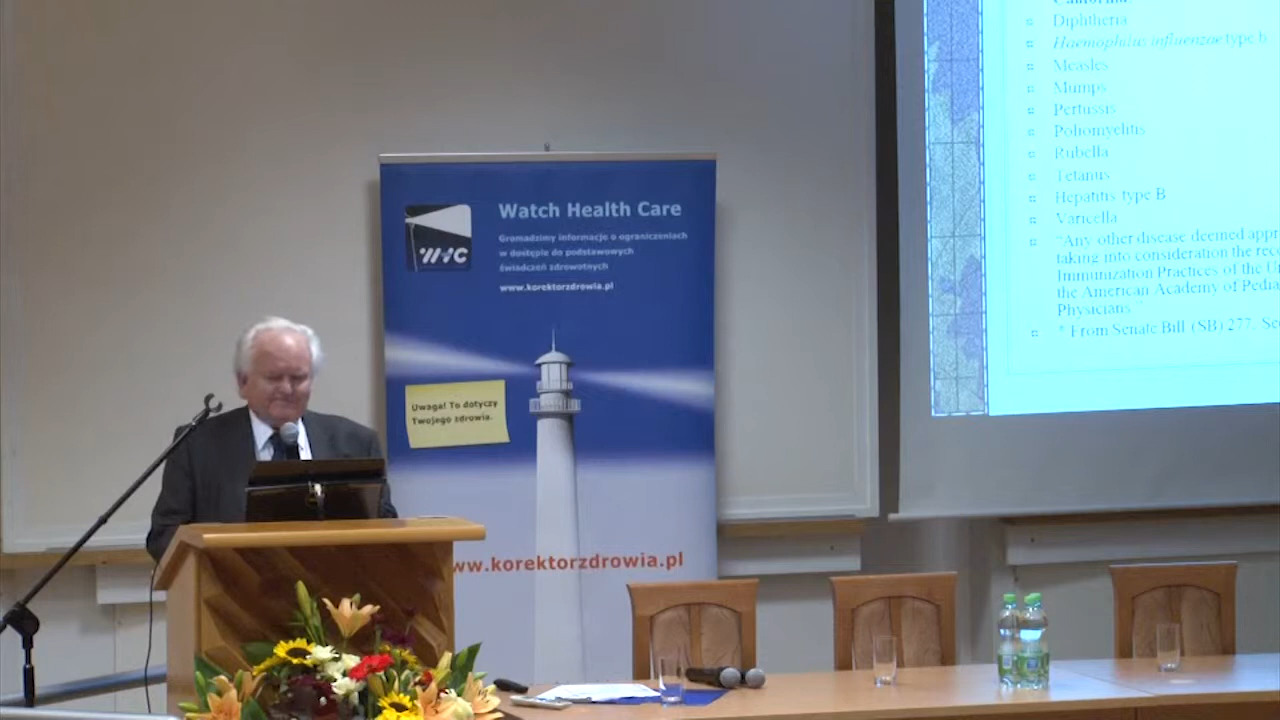 Watch Health Care
Gromadzimy informacje o ograniczeniach
w dostępie do podstawowych
świadczeń zdrowotnych
www.korektorzdrowia.pl
WHC
Uwaga! To dotyczy
Twojego zdrowia.
ww.korektorzdrowia.pl
California:
Diphtheria
Haemophilus influenzae type b
Measles
Mumps
Pertussis
Poliomyelitis
Rubella
Tetanus
Hepatitis type B
Varicella
"Any other disease deemed appr
taking into consideration the rec
Immunization Practices of the U
the American Academy of Pedia
Physicians"
* From Senate Bill (SB) 277, Se